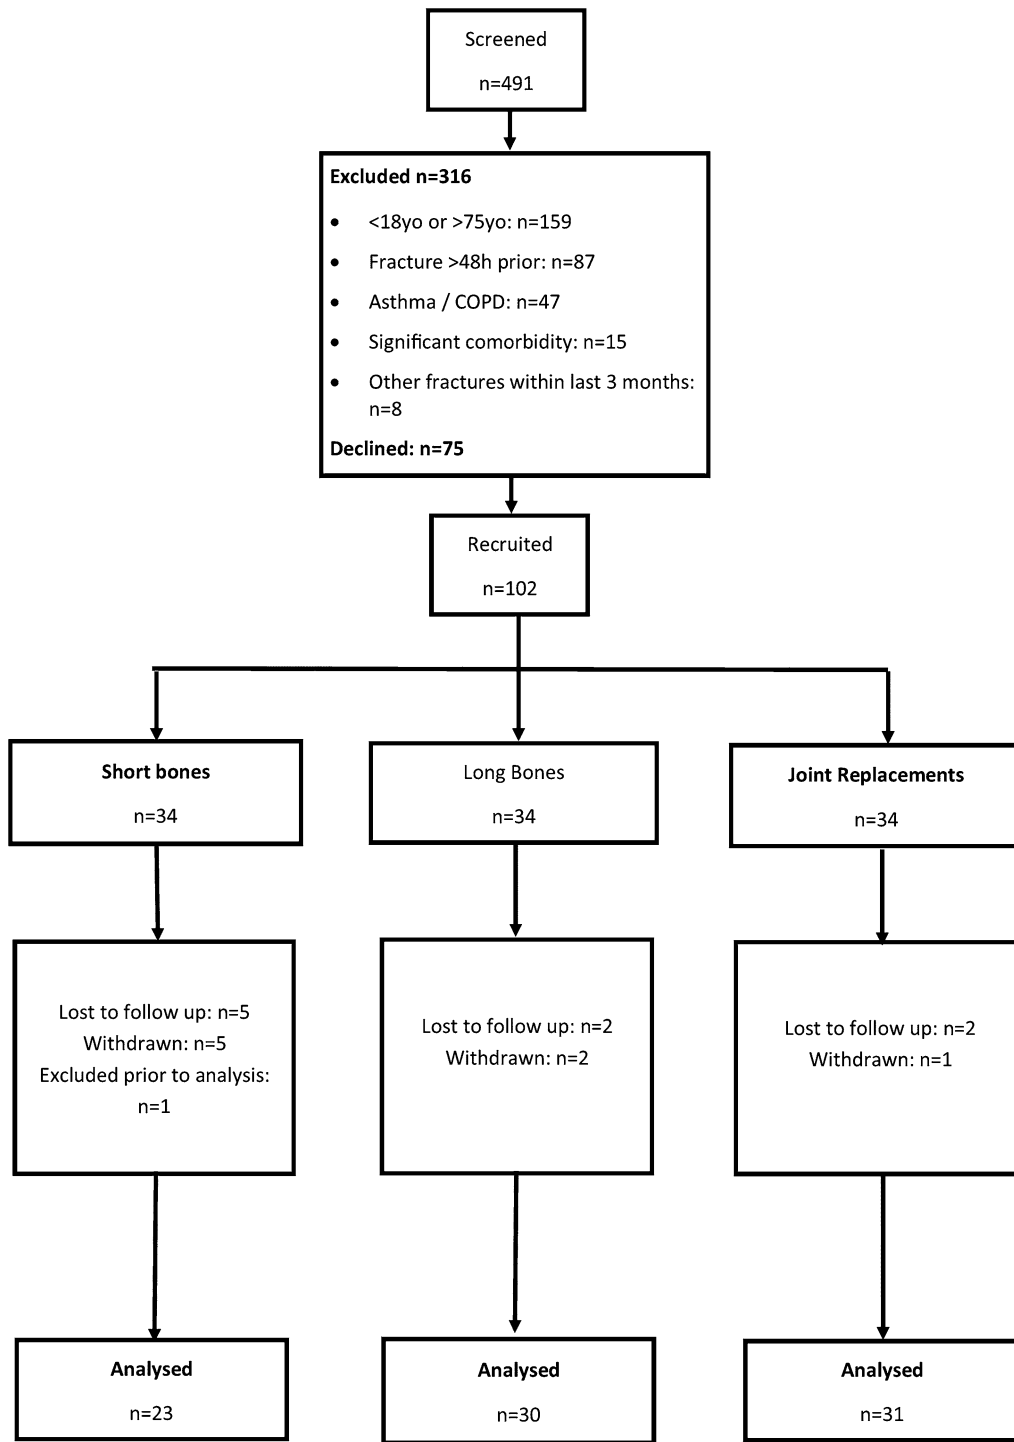 Screened
n=491
Excluded n=316
• <18yo or >75yo: n=159
• Fracture >48h prior: n=87
• Asthma / COPD: n=47
• Significant comorbidity: n=15
• Other fractures within last 3 months:
n=8
Declined: n=75
Recruited
n=102
Short bones
n=34
Long Bones
n=34
Joint Replacements
n=34
Lost to follow up: n=5
Withdrawn: n=5
Excluded prior to analysis:
n=1
Lost to follow up: n=2
Withdrawn: n=2
Lost to follow up: n=2
Withdrawn: n=1
Analysed
n=23
Analysed
n=30
Analysed
n=31